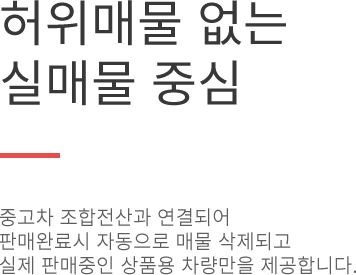 허위매물 없는
실매물 중심
중고차 조합전산과 연결되어
판매완료시 자동으로 매물 삭제되고
실제 판매중인 상품용 차량만을 제공합니다.